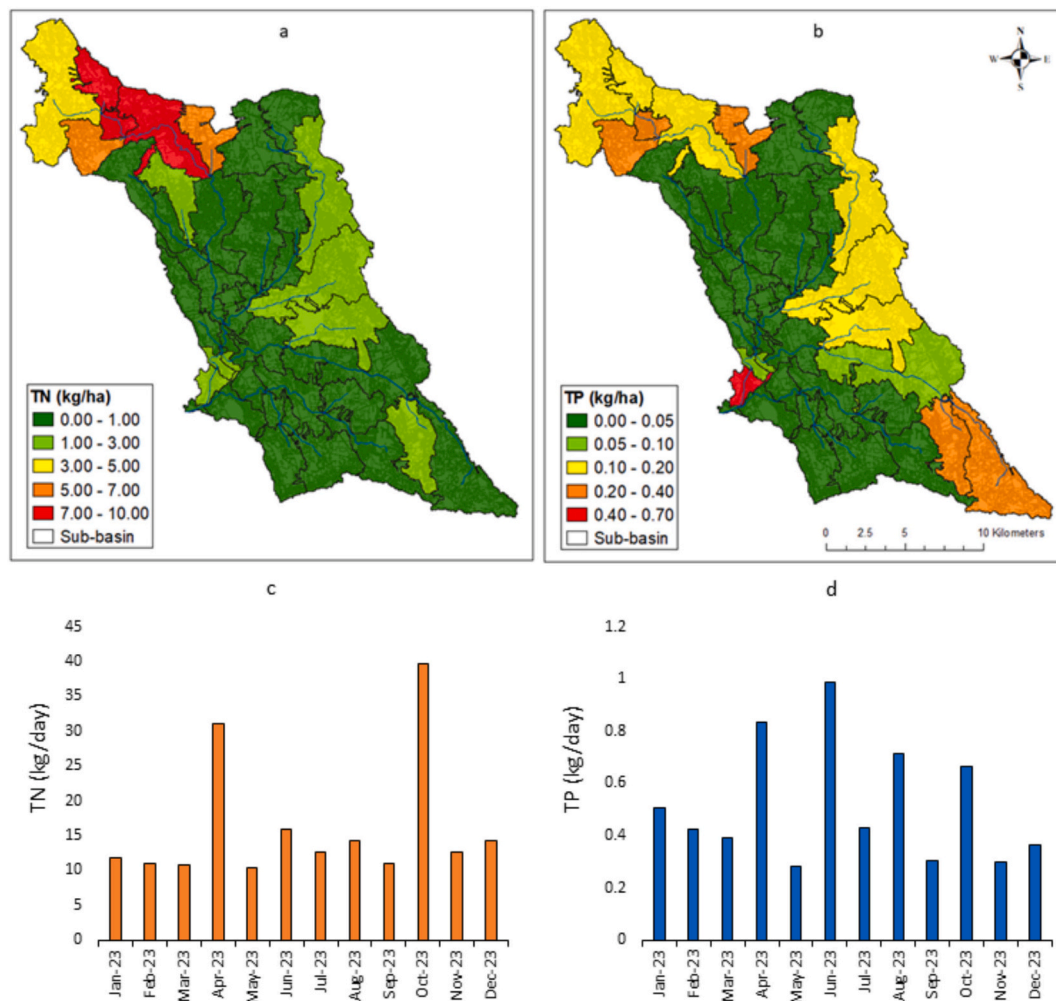 a
TN (kg/ha)
0.00 - 1.00
1.00 - 3.00
3.00 - 5.00
5.00 - 7.00
7.00 - 10.00
Sub-basin
b
N
W E
S
TP (kg/ha)
0.00 - 0.05
0.05 - 0.10
0.10 - 0.20
0.20 - 0.40
0.40 - 0.70
Sub-basin
0 2.5 5 10 Kilometers
c
TN (kg/day)
45
40
35
30
25
20
15
10
5
0
Jan-23
Feb-23
Mar-23
Apr-23
May-23
Jun-23
Jul-23
Aug-23
Sep-23
Oct-23
Nov-23
Dec-23
d
TP (kg/day)
1.2
1
0.8
0.6
0.4
0.2
0
Jan-23
Feb-23
Mar-23
Apr-23
May-23
Jun-23
Jul-23
Aug-23
Sep-23
Oct-23
Nov-23
Dec-23